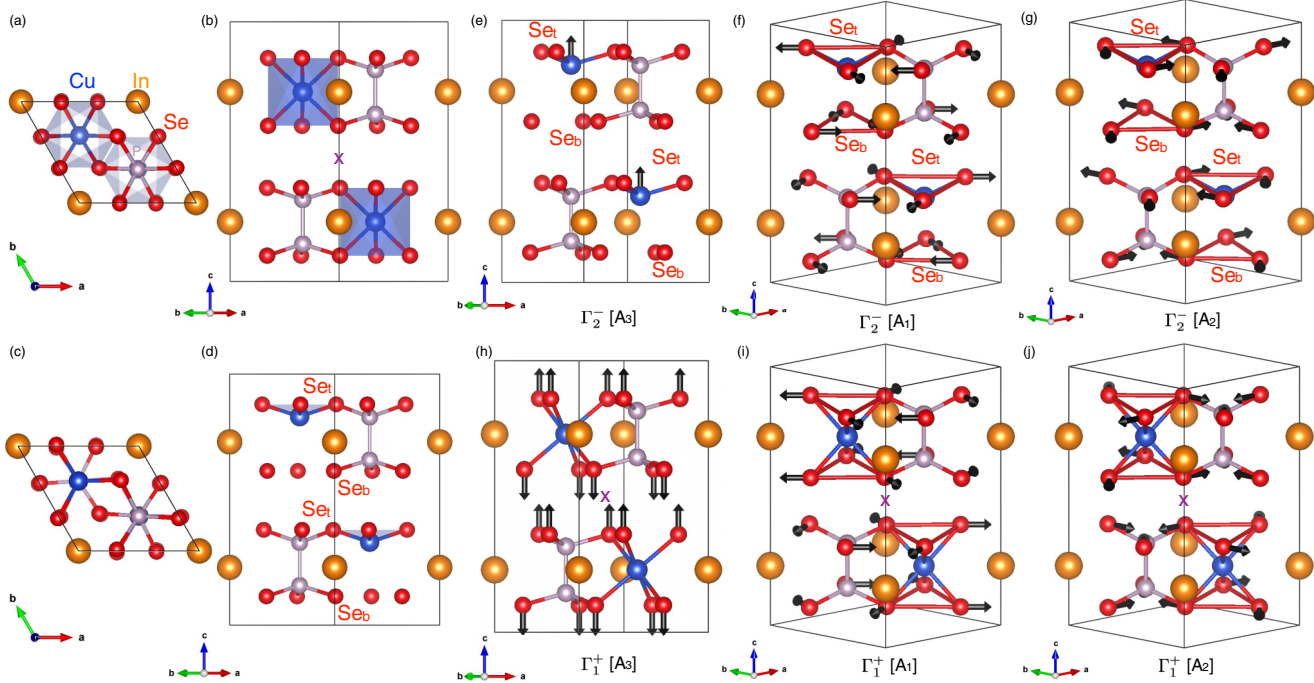 (a)
Cu
In
Se
P
b
a
(b)
x
c
b
a
(e)
Set
Seb
Set
Seb
c
b
a
Γ2− [A3]
(f)
Set
Seb
Set
Seb
c
b
a
Γ2− [A1]
(g)
Set
Seb
Set
Seb
c
b
a
Γ2− [A2]
(c)
b
a
(d)
Set
Seb
Set
Seb
c
b
a
(h)
x
c
b
a
Γ1+ [A3]
(i)
x
c
b
a
Γ1+ [A1]
(j)
x
c
b
a
Γ1+ [A2]